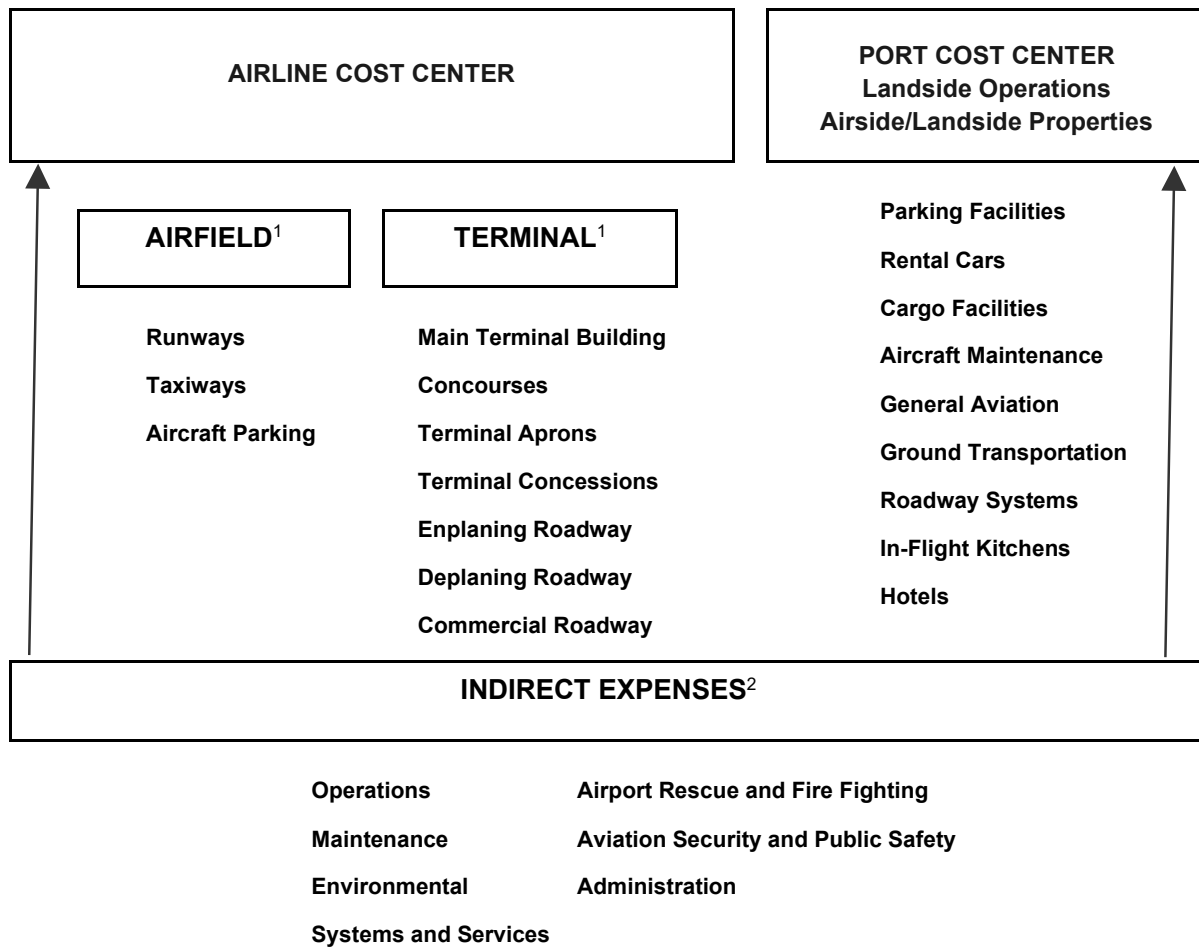 AIRLINE COST CENTER
PORT COST CENTER
Landside Operations
Airside/Landside Properties
AIRFIELD¹
Runways
Taxiways
Aircraft Parking
TERMINAL¹
Main Terminal Building
Concourses
Terminal Aprons
Terminal Concessions
Enplaning Roadway
Deplaning Roadway
Commercial Roadway
Parking Facilities
Rental Cars
Cargo Facilities
Aircraft Maintenance
General Aviation
Ground Transportation
Roadway Systems
In-Flight Kitchens
Hotels
INDIRECT EXPENSES²
Operations
Maintenance
Environmental
Systems and Services
Airport Rescue and Fire Fighting
Aviation Security and Public Safety
Administration